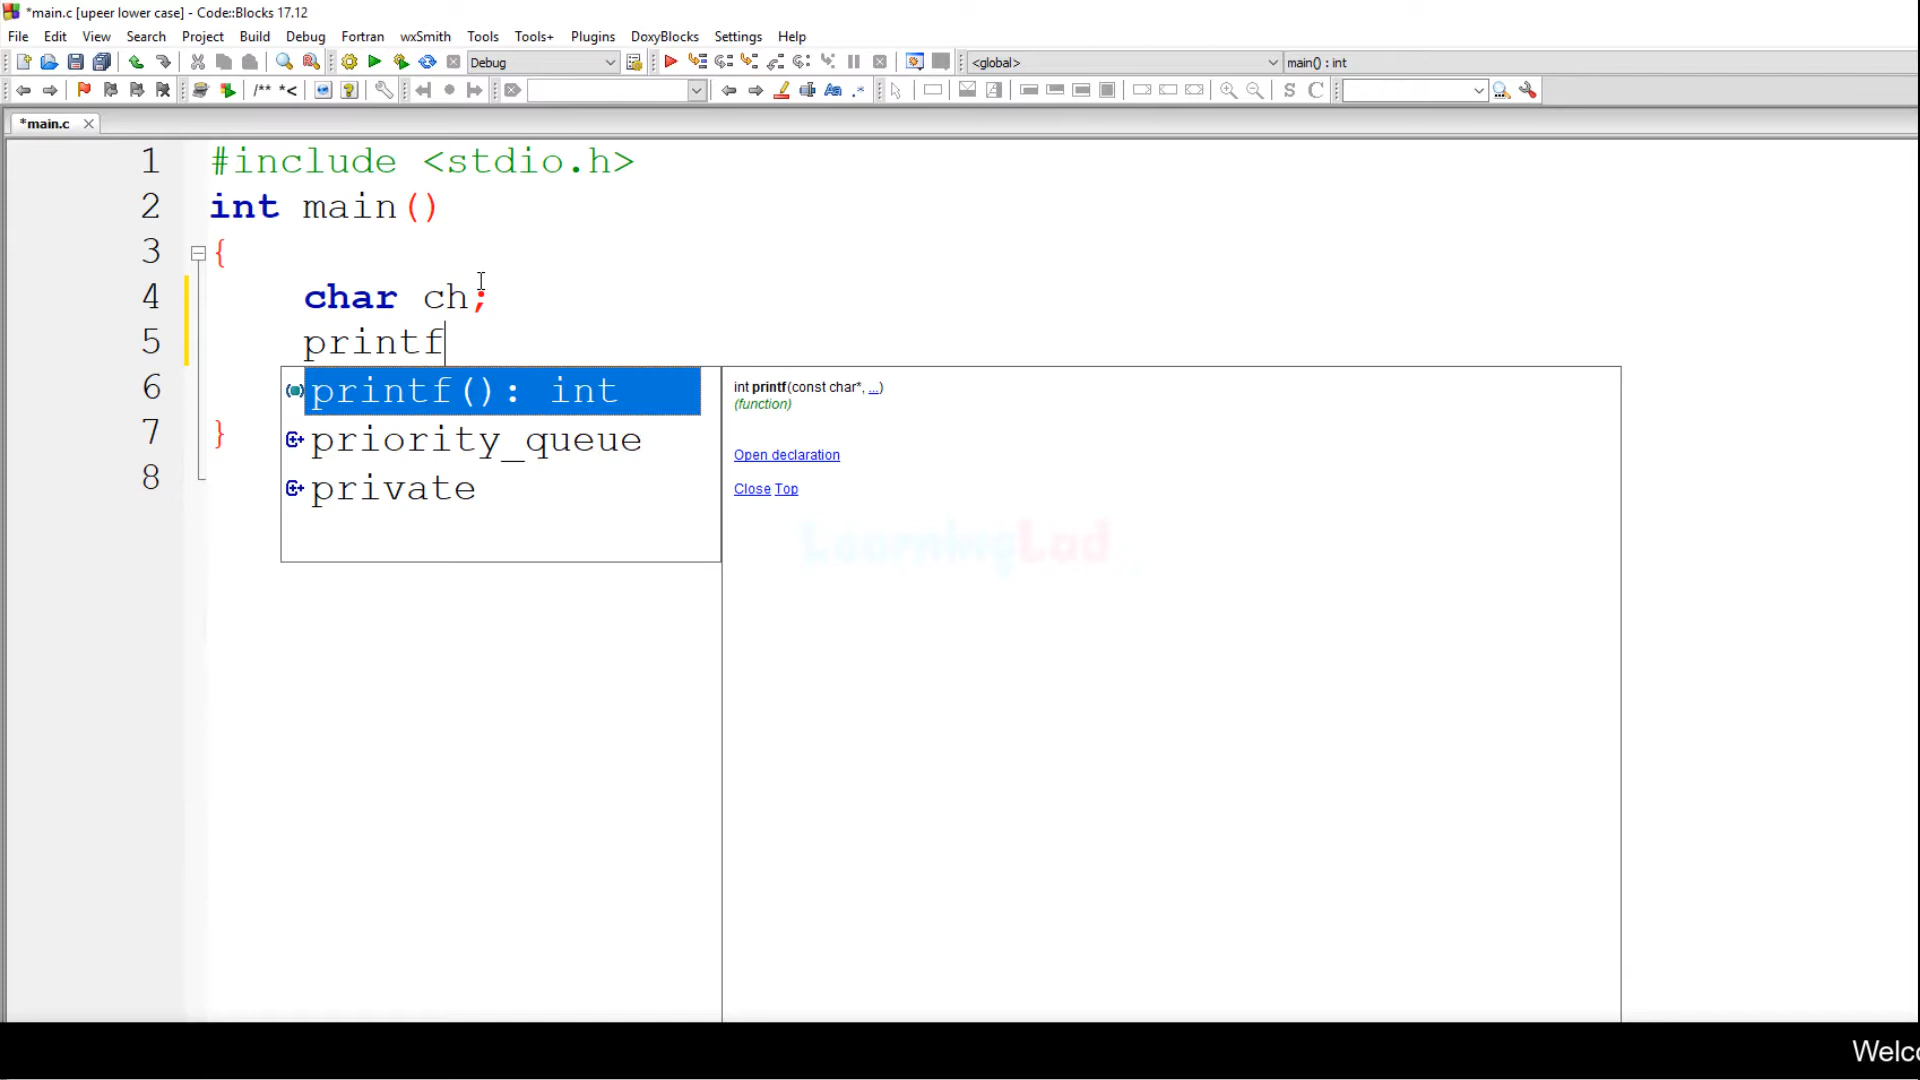 *main.c [upeer lower case] - Code::Blocks 17.12
File Edit View Search Project Build Debug Fortran wxSmith Tools Tools+ Plugins DoxyBlocks Settings Help
Debug <global> main() : int
/** *< Aa .* S C
*main.c
1 #include <stdio.h>
2 int main()
3 {
4 char ch;
5 printf
6 printf(): int
priority_queue
7 }
private
8
int printf(const char*, ...)
(function)
Open declaration
Close Top
LearningLad
Welc